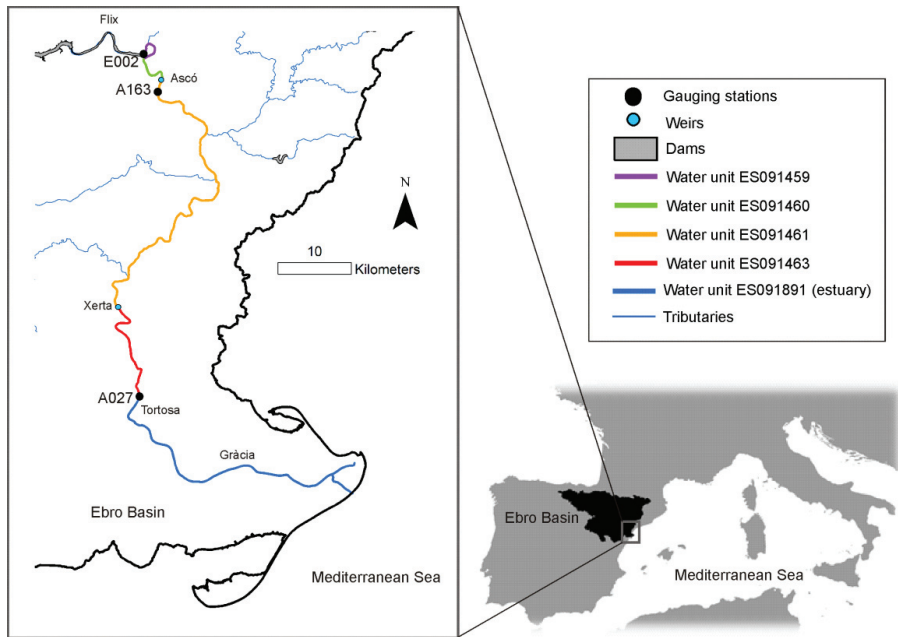 Flix
E002
Ascó
A163
N
10
Kilometers
Xerta
A027
Tortosa
Gràcia
Ebro Basin
Mediterranean Sea
Gauging stations
Weirs
Dams
Water unit ES091459
Water unit ES091460
Water unit ES091461
Water unit ES091463
Water unit ES091891 (estuary)
Tributaries
Ebro Basin
Mediterranean Sea